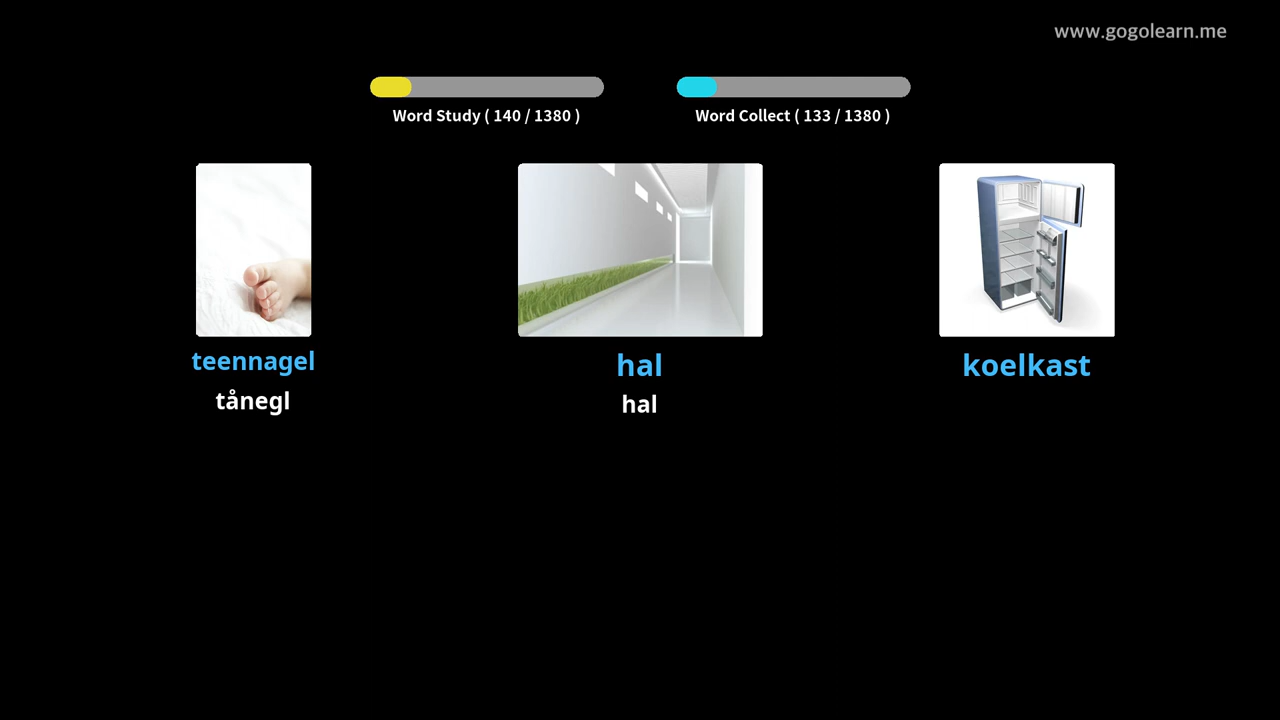 www.gogolearn.me
Word Study ( 140 / 1380 )
Word Collect ( 133 / 1380 )
teennagel
hal
koelkast
tånegl
hal